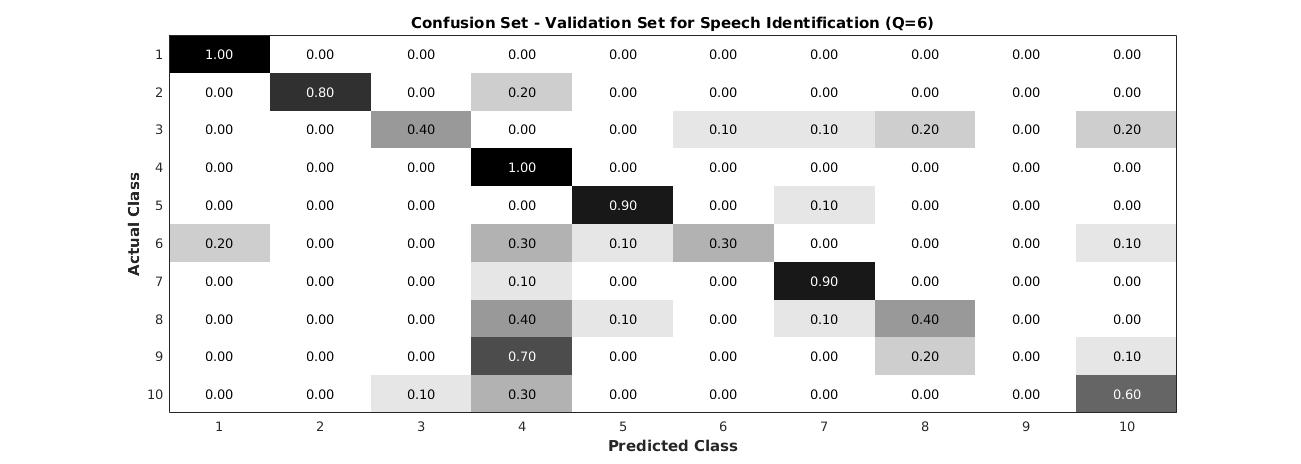 Confusion Set - Validation Set for Speech Identification (Q=6)
1 1.00 0.00 0.00 0.00 0.00 0.00 0.00 0.00 0.00 0.00
2 0.00 0.80 0.00 0.20 0.00 0.00 0.00 0.00 0.00 0.00
3 0.00 0.00 0.40 0.00 0.00 0.10 0.10 0.20 0.00 0.20
4 0.00 0.00 0.00 1.00 0.00 0.00 0.00 0.00 0.00 0.00
5 0.00 0.00 0.00 0.00 0.90 0.00 0.10 0.00 0.00 0.00
6 0.20 0.00 0.00 0.30 0.10 0.30 0.00 0.00 0.00 0.10
7 0.00 0.00 0.00 0.10 0.00 0.00 0.90 0.00 0.00 0.00
8 0.00 0.00 0.00 0.40 0.10 0.00 0.10 0.40 0.00 0.00
9 0.00 0.00 0.00 0.70 0.00 0.00 0.00 0.20 0.00 0.10
10 0.00 0.00 0.10 0.30 0.00 0.00 0.00 0.00 0.00 0.60
1 2 3 4 5 6 7 8 9 10
Predicted Class
Actual Class